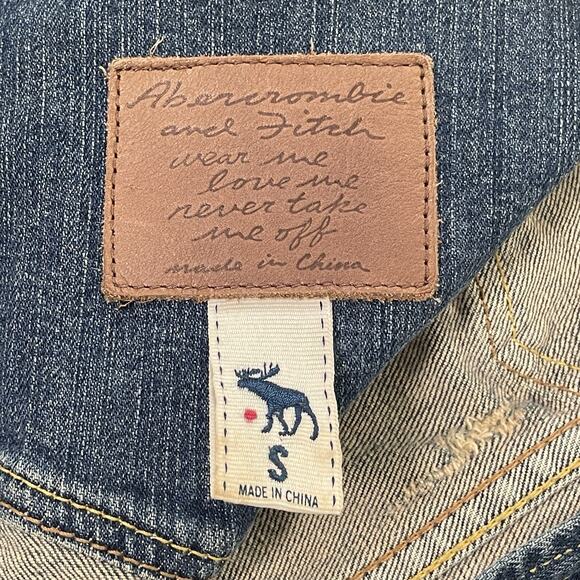 Abercrombie
and Fitch
wear me
love me
never take
me off
made in China
S
MADE IN CHINA